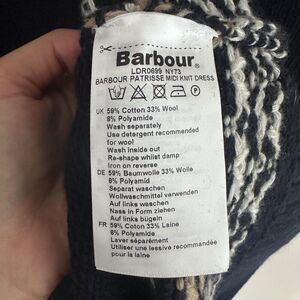 Barbour®
LDR0699 NY73
BARBOUR PATRISSE MIDI KNIT DRESS
UK 59% Cotton 33% Wool
8% Polyamide
Wash separately
Use detergent recommended
for wool
Wash inside out
Re-shape whilst damp
Iron on reverse
DE 59% Baumwolle 33% Wolle
8% Polyamid
Separat waschen
Wollwaschmittel verwenden
Auf links waschen
Nass in Form ziehen
Auf links bügeln
FR 59% Coton 33% Laine
8% Polyamide
Laver séparément
Utiliser une lessive recommandée
pour la laine